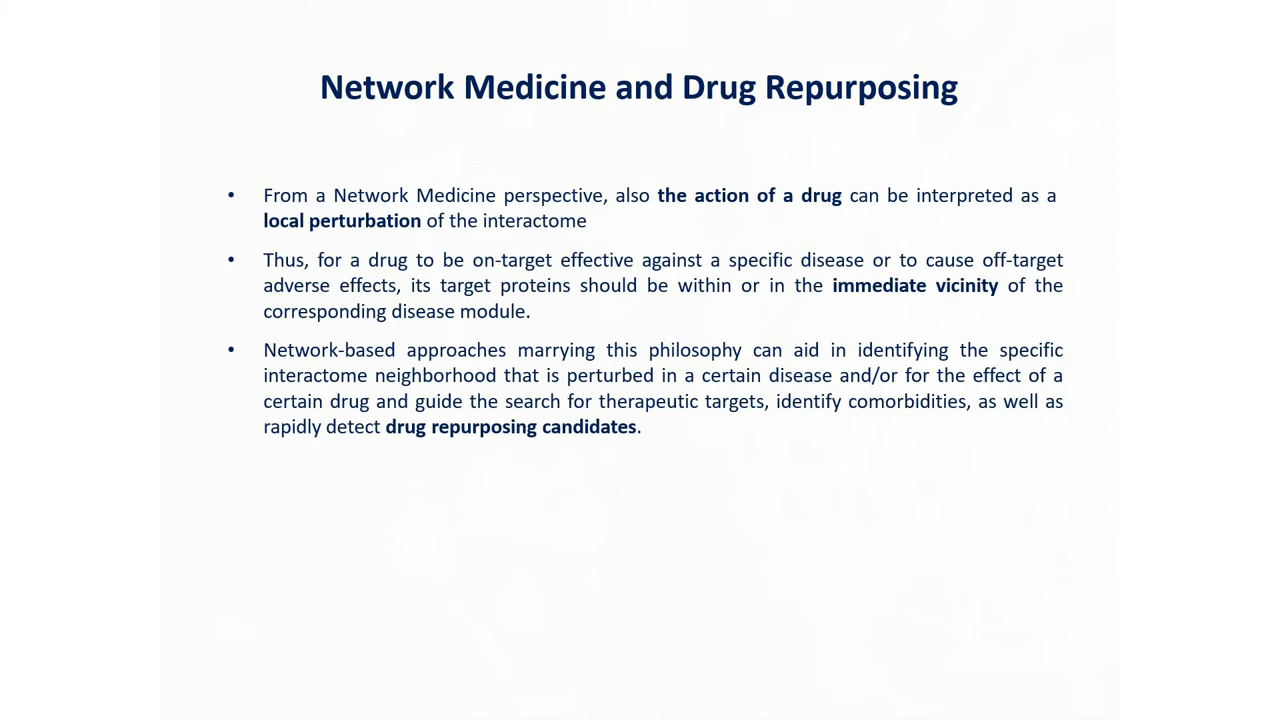 Network Medicine and Drug Repurposing
• From a Network Medicine perspective, also the action of a drug can be interpreted as a
local perturbation of the interactome
• Thus, for a drug to be on-target effective against a specific disease or to cause off-target
adverse effects, its target proteins should be within or in the immediate vicinity of the
corresponding disease module.
• Network-based approaches marrying this philosophy can aid in identifying the specific
interactome neighborhood that is perturbed in a certain disease and/or for the effect of a
certain drug and guide the search for therapeutic targets, identify comorbidities, as well as
rapidly detect drug repurposing candidates.